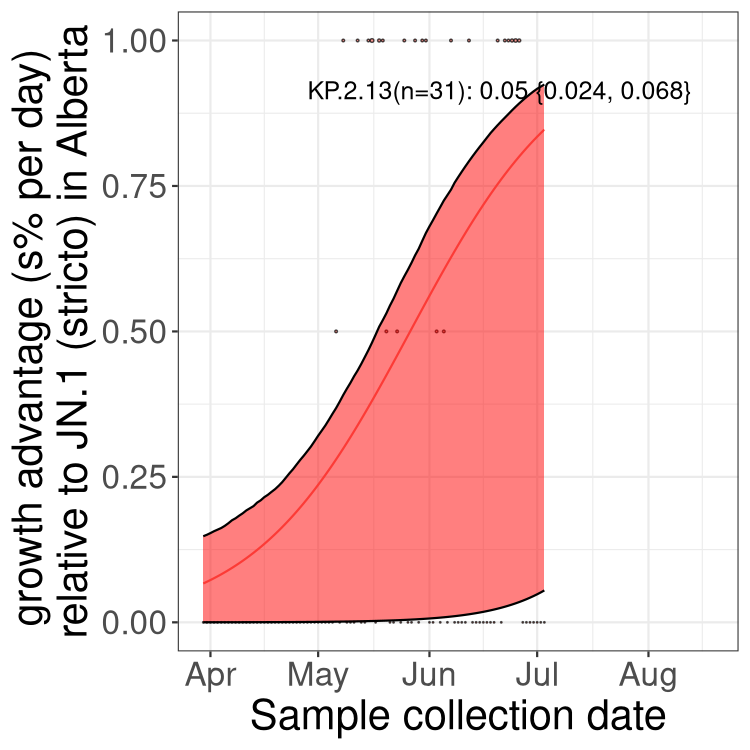 growth advantage (s% per day)
relative to JN.1 (stricto) in Alberta
1.00
0.75
0.50
0.25
0.00
KP.2.13(n=31): 0.05 {0.024, 0.068}
Apr May Jun Jul Aug
Sample collection date